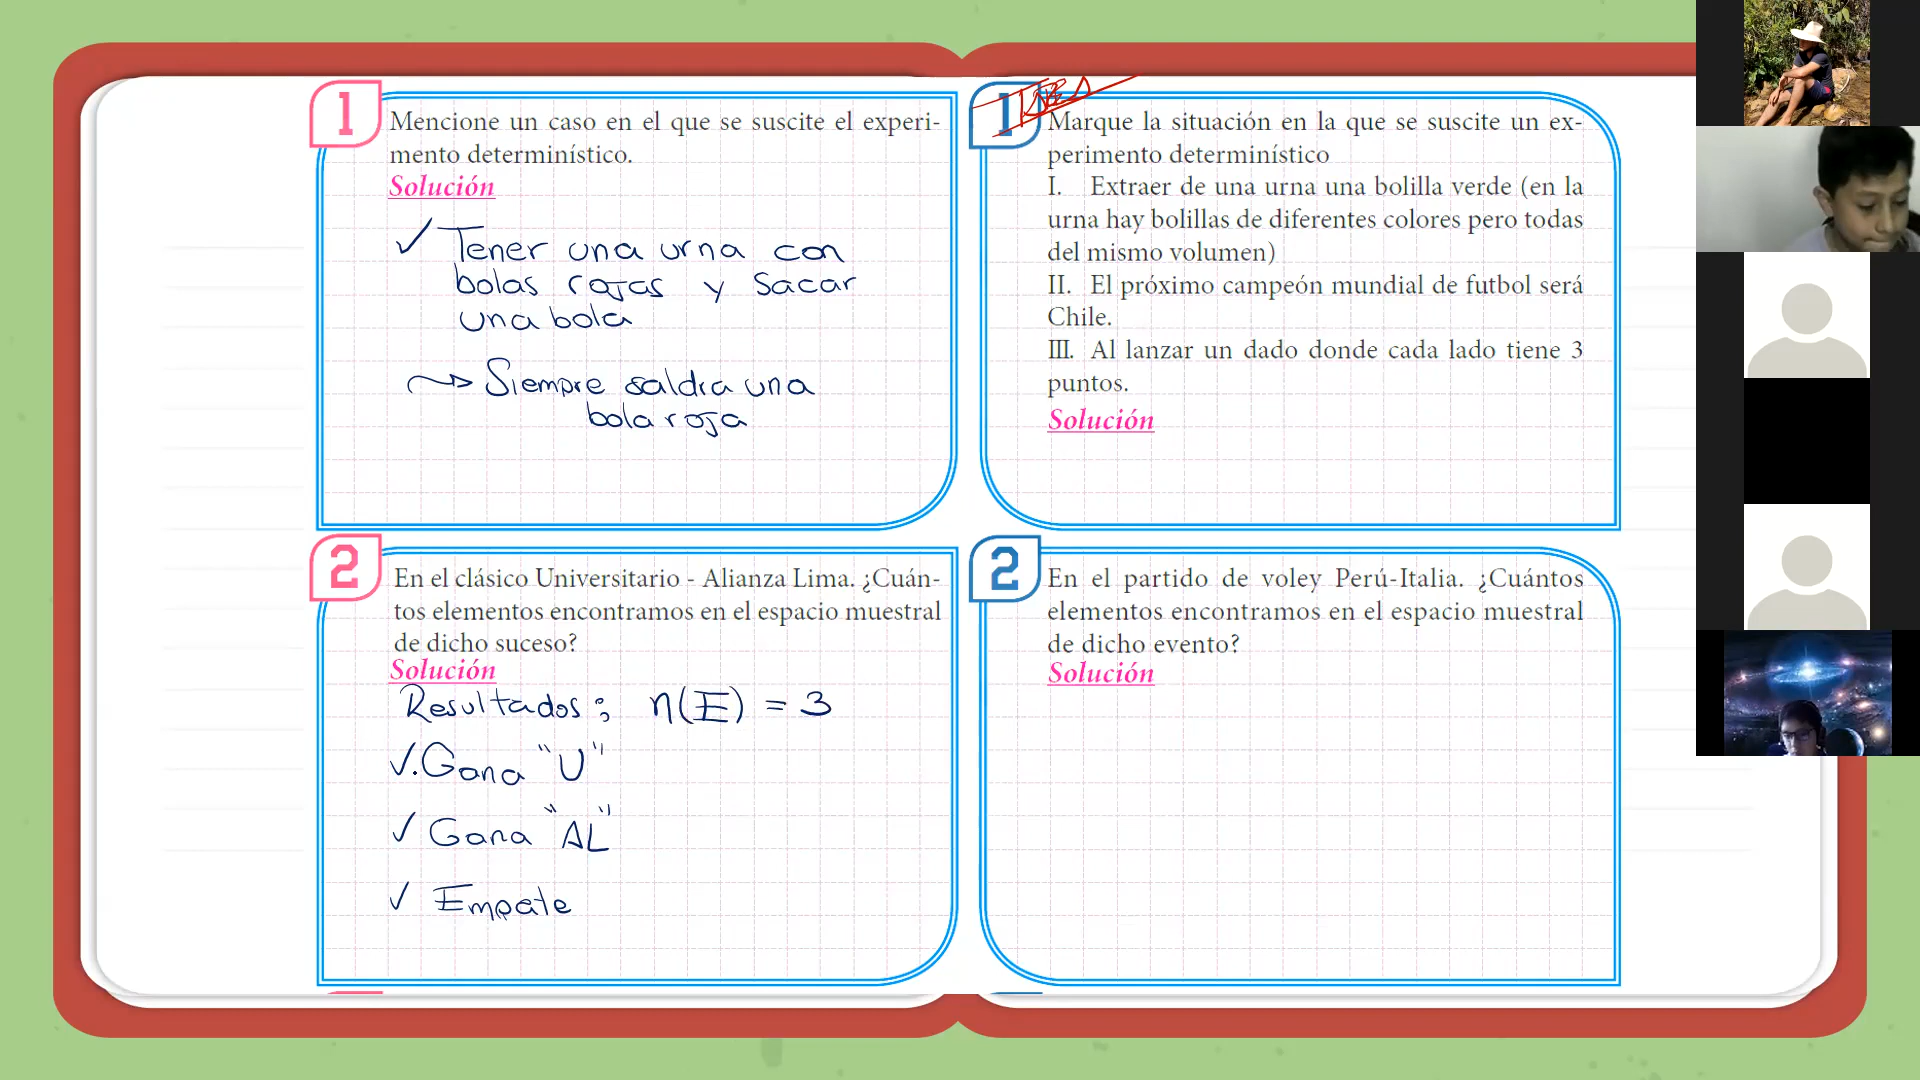 1
Mencione un caso en el que se suscite el experi-
mento determinístico.
Solución
✓ Tener una urna con
bolas rojas y sacar
una bola
Siempre saldra una
bola roja
1
Marque la situación en la que se suscite un ex-
perimento determinístico
I. Extraer de una urna una bolilla verde (en la
urna hay bolillas de diferentes colores pero todas
del mismo volumen)
II. El próximo campeón mundial de futbol será
Chile.
III. Al lanzar un dado donde cada lado tiene 3
puntos.
Solución
2
En el clásico Universitario - Alianza Lima. ¿Cuán-
tos elementos encontramos en el espacio muestral
de dicho suceso?
Solución
Resultados: n(E) = 3
✓. Gana "U"
✓ Gana "AL"
✓ Empate
2
En el partido de voley Perú-Italia. ¿Cuántos
elementos encontramos en el espacio muestral
de dicho evento?
Solución